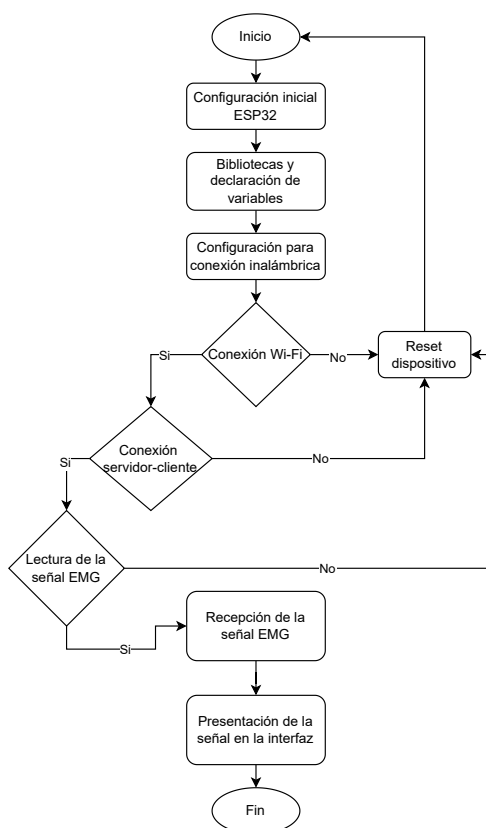 Inicio
Configuración inicial
ESP32
Bibliotecas y
declaración de
variables
Configuración para
conexión inalámbrica
Conexión Wi-Fi
Si
No
Reset
dispositivo
Conexión
servidor-cliente
Si
No
Lectura de la
señal EMG
No
Si
Recepción de la
señal EMG
Presentación de la
señal en la interfaz
Fin